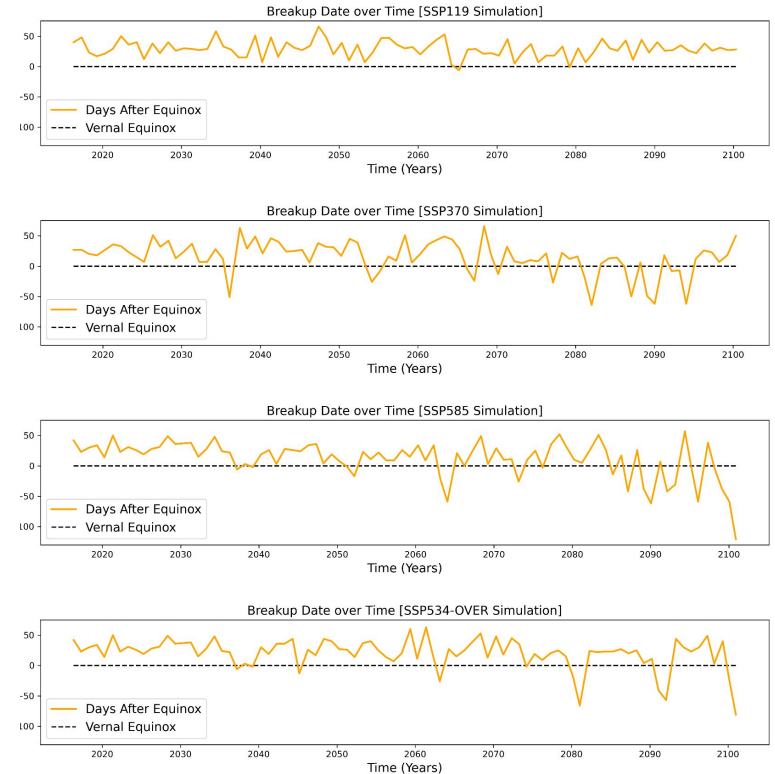 Breakup Date over Time [SSP119 Simulation]
50
0
-50
100
Days After Equinox
Vernal Equinox
2020 2030 2040 2050 2060 2070 2080 2090 2100
Time (Years)
Breakup Date over Time [SSP370 Simulation]
50
0
-50
100
Days After Equinox
Vernal Equinox
2020 2030 2040 2050 2060 2070 2080 2090 2100
Time (Years)
Breakup Date over Time [SSP585 Simulation]
50
0
-50
100
Days After Equinox
Vernal Equinox
2020 2030 2040 2050 2060 2070 2080 2090 2100
Time (Years)
Breakup Date over Time [SSP534-OVER Simulation]
50
0
-50
100
Days After Equinox
Vernal Equinox
2020 2030 2040 2050 2060 2070 2080 2090 2100
Time (Years)